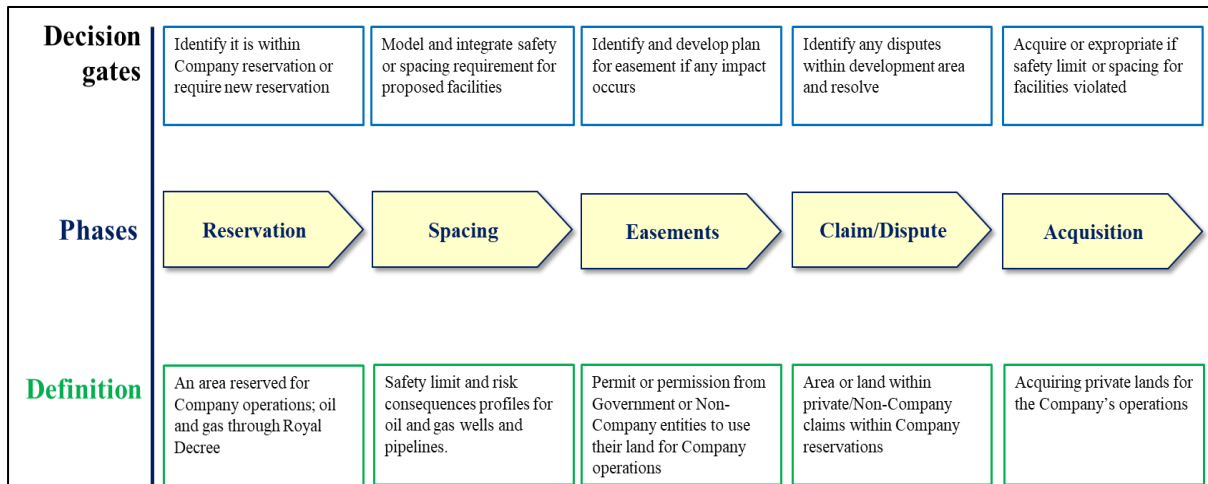 Decision
gates
Identify it is within
Company reservation or
require new reservation
Model and integrate safety
or spacing requirement for
proposed facilities
Identify and develop plan
for easement if any impact
occurs
Identify any disputes
within development area
and resolve
Acquire or expropriate if
safety limit or spacing for
facilities violated
Phases
Reservation
Spacing
Easements
Claim/Dispute
Acquisition
Definition
An area reserved for
Company operations; oil
and gas through Royal
Decree
Safety limit and risk
consequences profiles for
oil and gas wells and
pipelines.
Permit or permission from
Government or Non-
Company entities to use
their land for Company
operations
Area or land within
private/Non-Company
claims within Company
reservations
Acquiring private lands for
the Company's operations